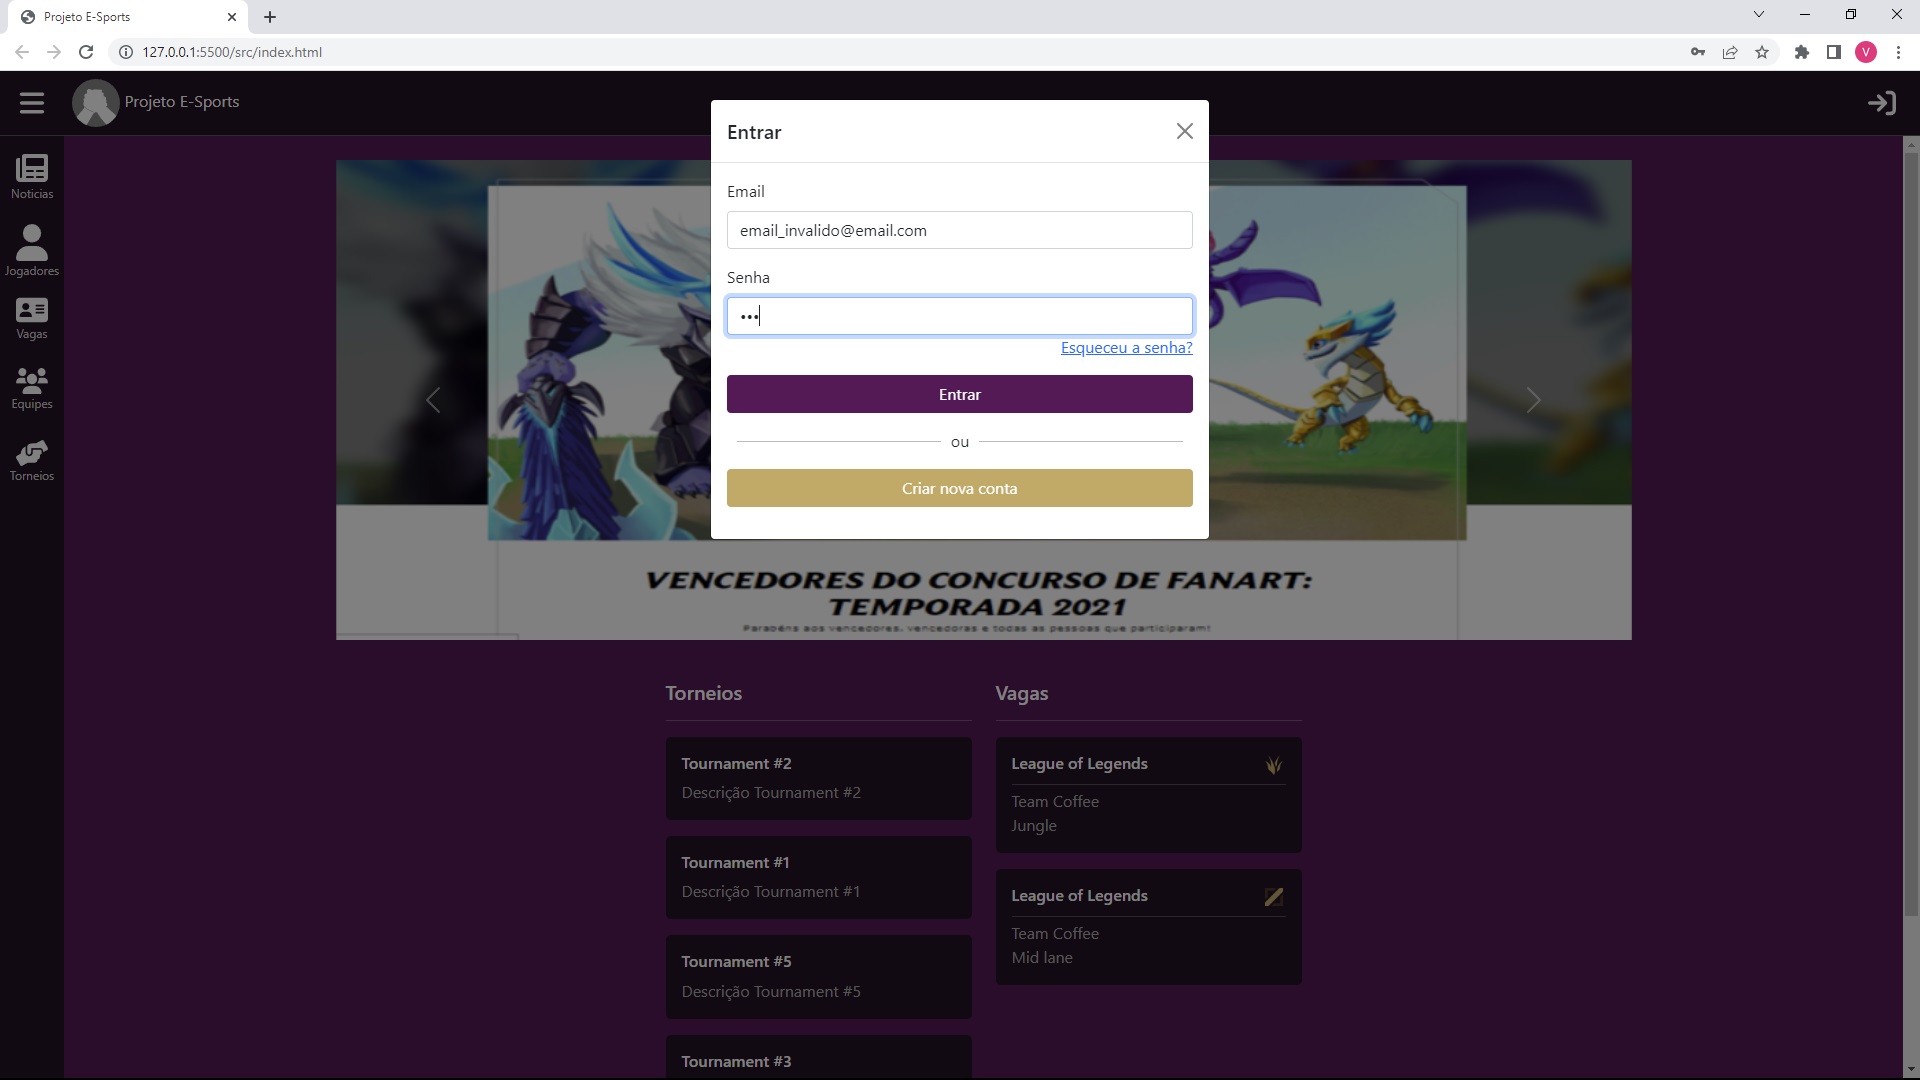 Projeto E-Sports
127.0.0.1:5500/src/index.html
V
Projeto E-Sports
Notícias
Jogadores
Vagas
Equipes
Torneios
Entrar
Email
email_invalido@email.com
Senha
•••
Esqueceu a senha?
Entrar
ou
Criar nova conta
VENCEDORES DO CONCURSO DE FANART:
TEMPORADA 2021
Parabéns aos vencedores, vencedoras e todas as pessoas que participaram!
Torneios
Tournament #2
Descrição Tournament #2
Tournament #1
Descrição Tournament #1
Tournament #5
Descrição Tournament #5
Tournament #3
Vagas
League of Legends
Team Coffee
Jungle
League of Legends
Team Coffee
Mid lane